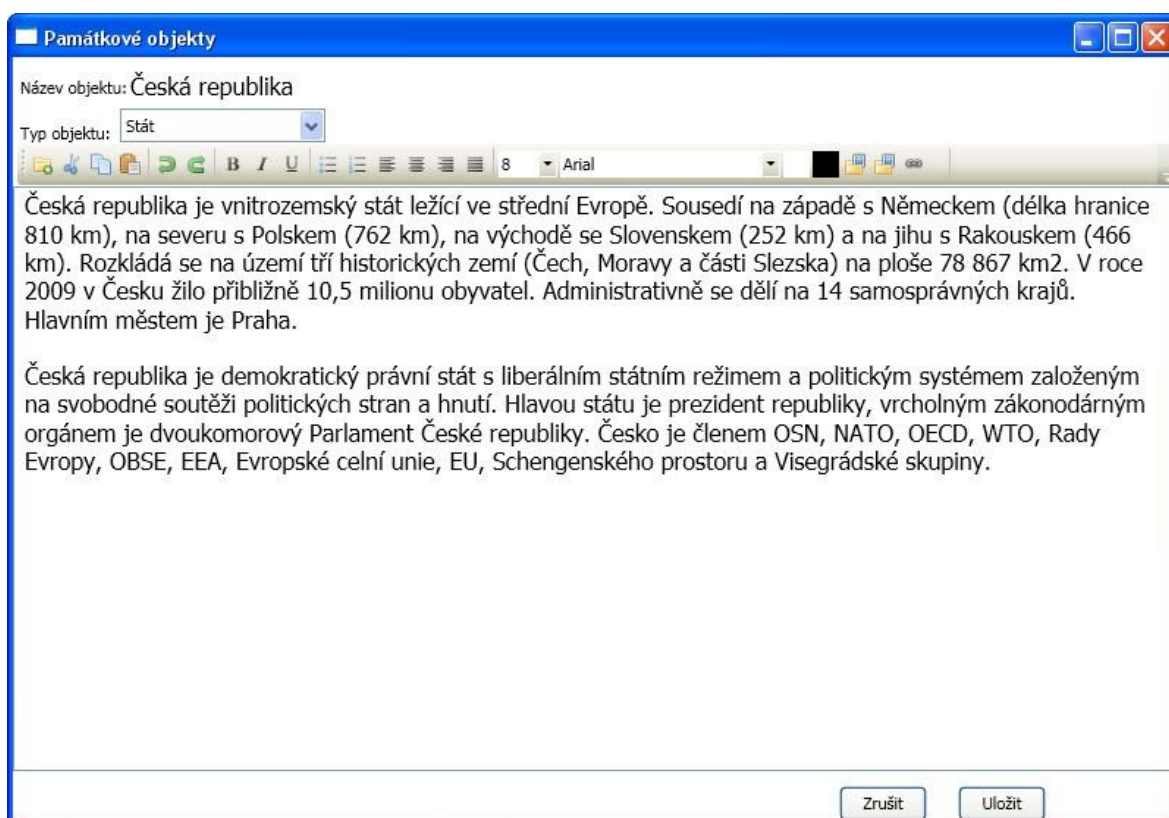 Památkové objekty
Název objektu: Česká republika
Typ objektu: Stát
B I U 8 Arial
Česká republika je vnitrozemský stát ležící ve střední Evropě. Sousedí na západě s Německem (délka hranice
810 km), na severu s Polskem (762 km), na východě se Slovenskem (252 km) a na jihu s Rakouskem (466
km). Rozkládá se na území tří historických zemí (Čech, Moravy a části Slezska) na ploše 78 867 km2. V roce
2009 v Česku žilo přibližně 10,5 milionu obyvatel. Administrativně se dělí na 14 samosprávných krajů.
Hlavním městem je Praha.
Česká republika je demokratický právní stát s liberálním státním režimem a politickým systémem založeným
na svobodné soutěži politických stran a hnutí. Hlavou státu je prezident republiky, vrcholným zákonodárným
orgánem je dvoukomorový Parlament České republiky. Česko je členem OSN, NATO, OECD, WTO, Rady
Evropy, OBSE, EEA, Evropské celní unie, EU, Schengenského prostoru a Visegrádské skupiny.
Zrušit Uložit